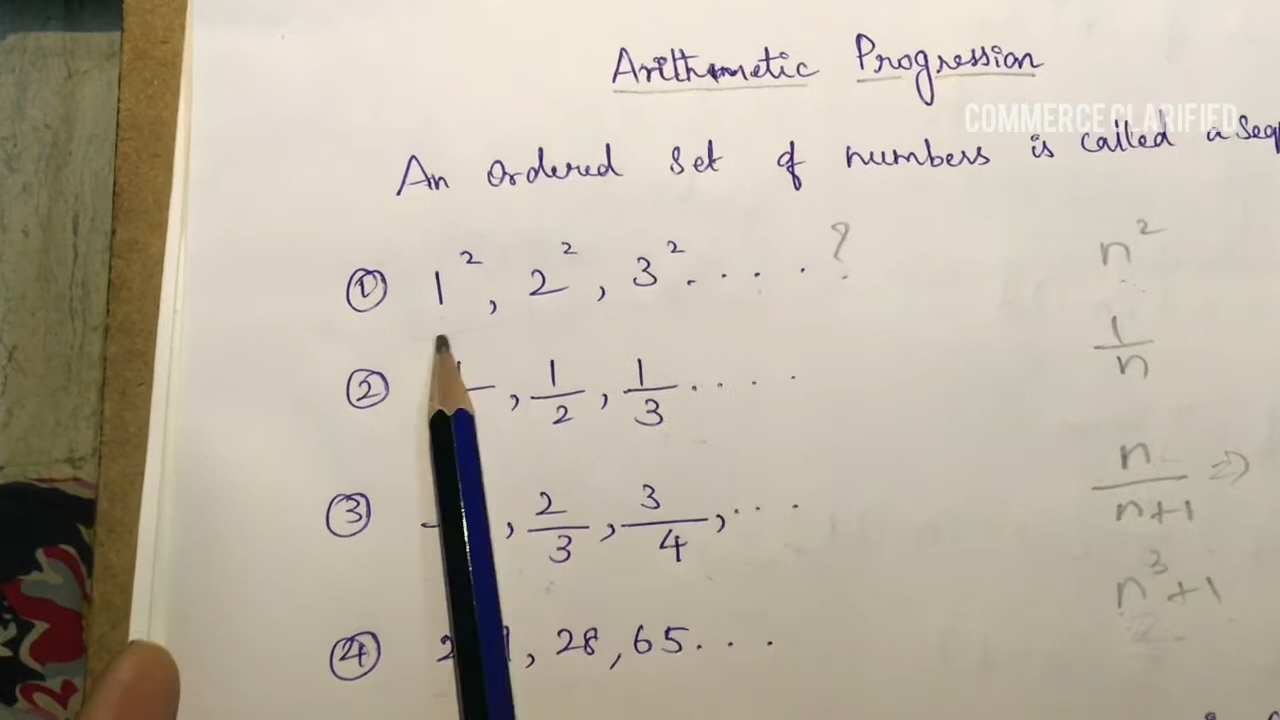 Arithmetic Progression
COMMERCE CLARIFIED
An ordered set of numbers is called a seq
① 1², 2², 3² . . . . ? n²
② , 1/2, 1/3 . . . . 1/n
③ , 2/3, 3/4, . . . n/n+1 ⇒
④ 2 , 28, 65 . . . n³+1